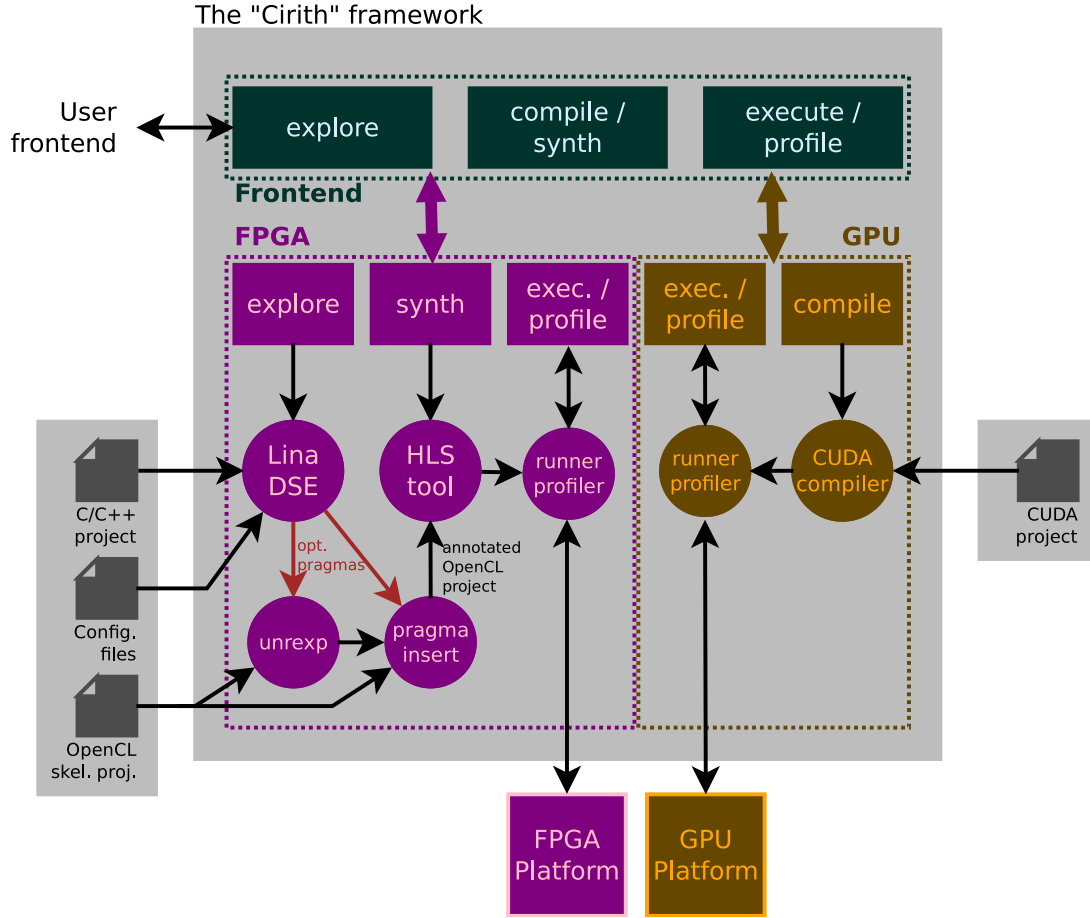 The "Cirith" framework
User
frontend
explore
compile /
synth
execute /
profile
Frontend
FPGA
GPU
explore
synth
exec. /
profile
exec. /
profile
compile
Lina
DSE
HLS
tool
runner
profiler
runner
profiler
CUDA
compiler
C/C++
project
CUDA
project
opt.
pragmas
annotated
OpenCL
project
Config.
files
unrexp
pragma
insert
OpenCL
skel. proj.
FPGA
Platform
GPU
Platform